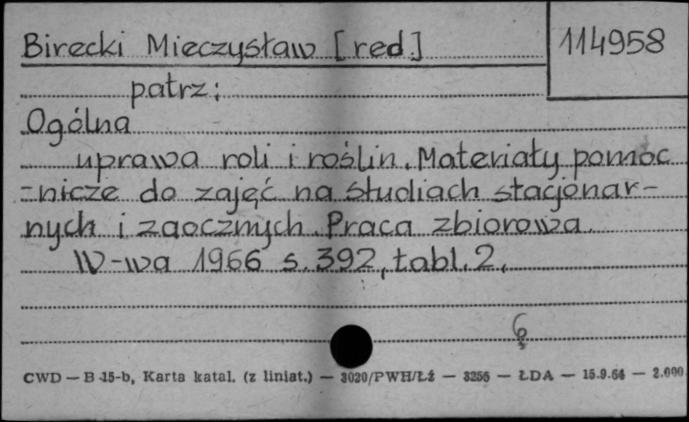 Birecki Mieczysław [red.] 114958
patrz:
Ogólna
uprawa roli i roślin. Materiały pomoc
-nicze do zajęć na studiach stacjonar-
nych i zaocznych. Praca zbiorowa.
W-wa 1966 s. 392, tabl. 2.
6
CWD — B-15-b, Karta katal. (z liniat.) — 3020/PWH/Łź — 3256 — ŁDA — 15.9.64 — 2.000